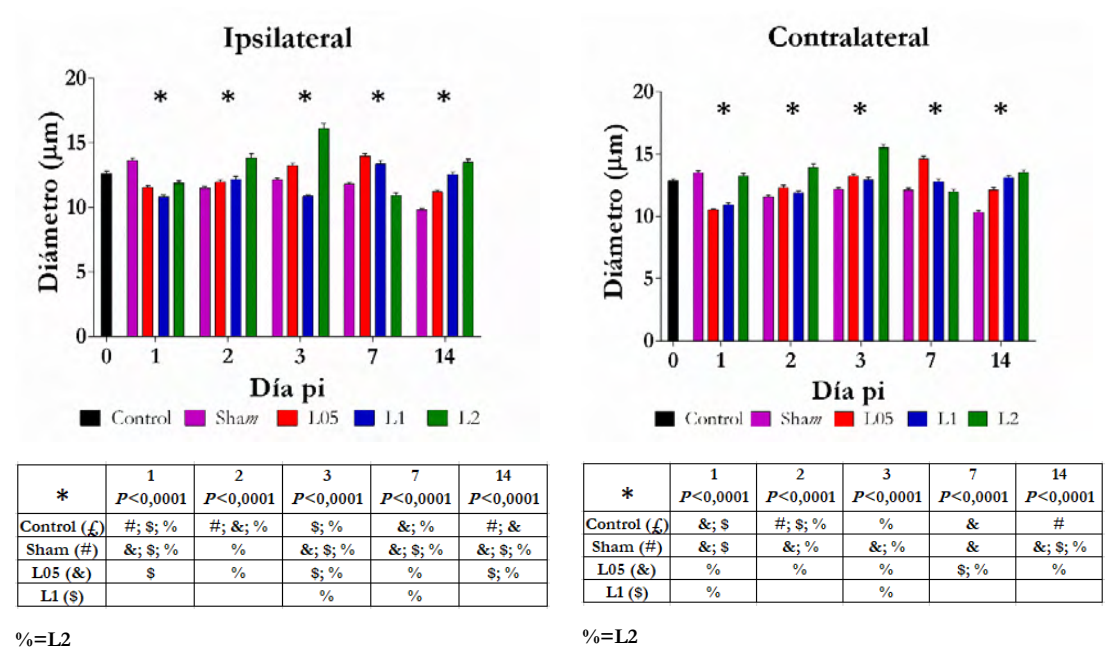 Ipsilateral
20
15
10
5
0
Diámetro (µm)
* * * * *
0 1 2 3 7 14
Día pi
Control Sham L05 L1 L2
* 1 2 3 7 14
P<0,0001 P<0,0001 P<0,0001 P<0,0001 P<0,0001
Control (£) #; $; % #; &; % $; % &; % #; &
Sham (#) &; $; % % &; $; % &; $; % &; $; %
L05 (&) $ % $; % % $; %
L1 ($) % %
%=L2
Contralateral
20
15
10
5
0
Diámetro (µm)
* * * * *
0 1 2 3 7 14
Día pi
Control Sham L05 L1 L2
* 1 2 3 7 14
P<0,0001 P<0,0001 P<0,0001 P<0,0001 P<0,0001
Control (£) &; $ #; $; % % & #
Sham (#) &; $ &; % &; % & &; $; %
L05 (&) % % % $; % %
L1 ($) % %
%=L2